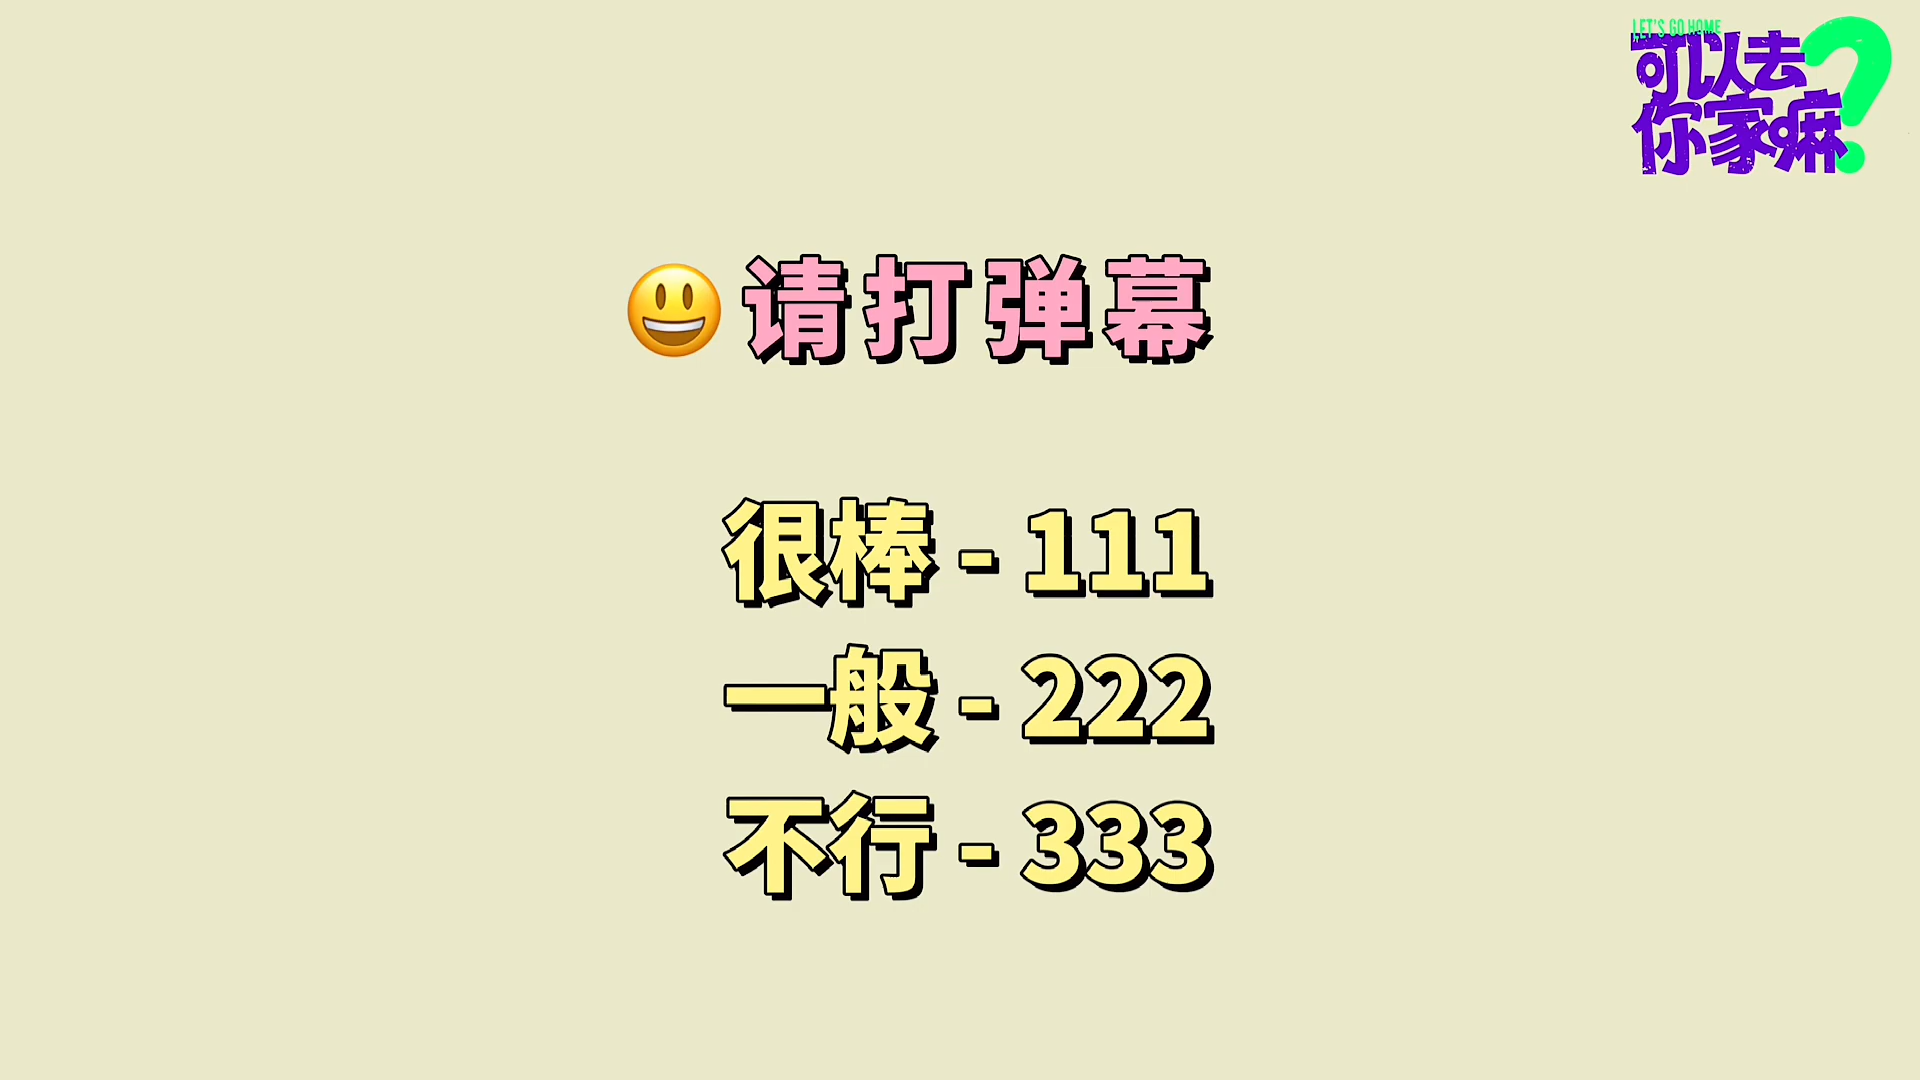 LET'S GO HOME
可以去
你家嘛?
😃请打弹幕
很棒 - 111
一般 - 222
不行 - 333